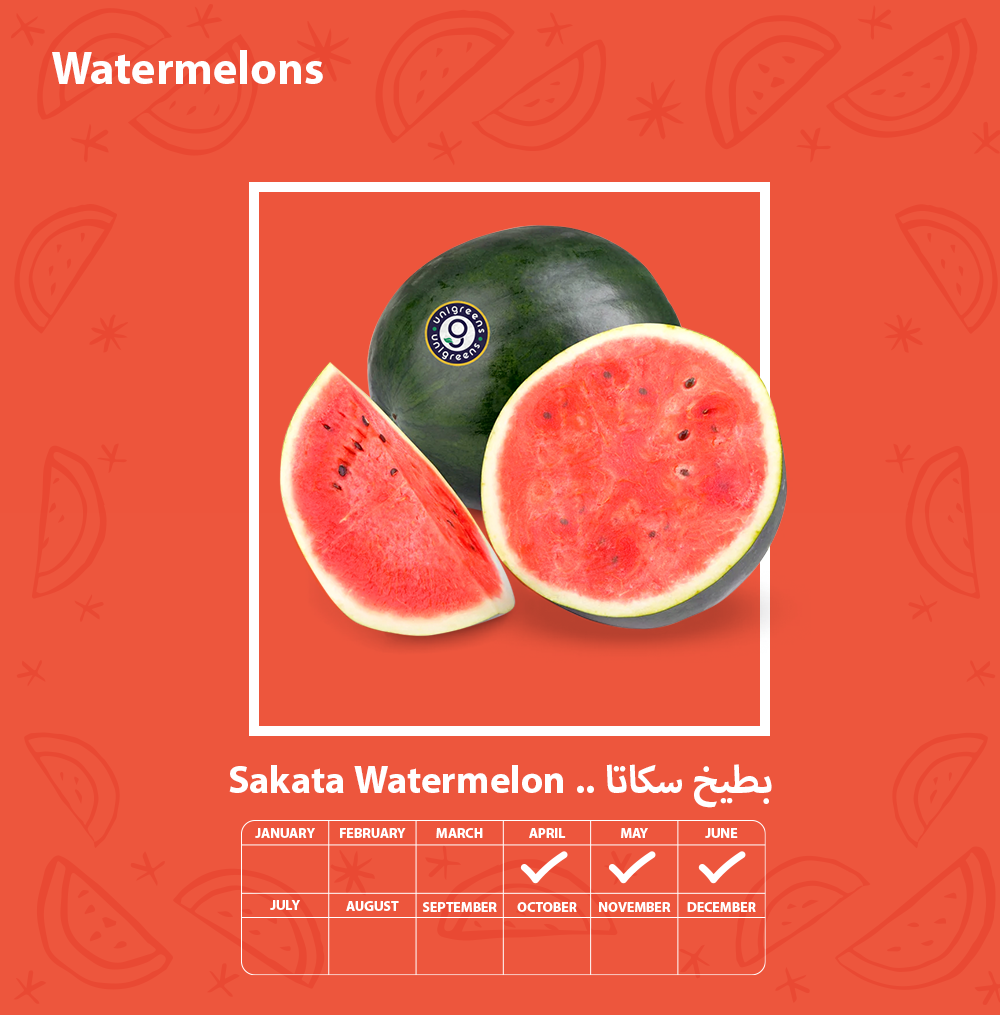 Watermelons
unigreens
g
unigreens
Sakata Watermelon .. بطيخ سكاتا
JANUARY FEBRUARY MARCH APRIL MAY JUNE
JULY AUGUST SEPTEMBER OCTOBER NOVEMBER DECEMBER